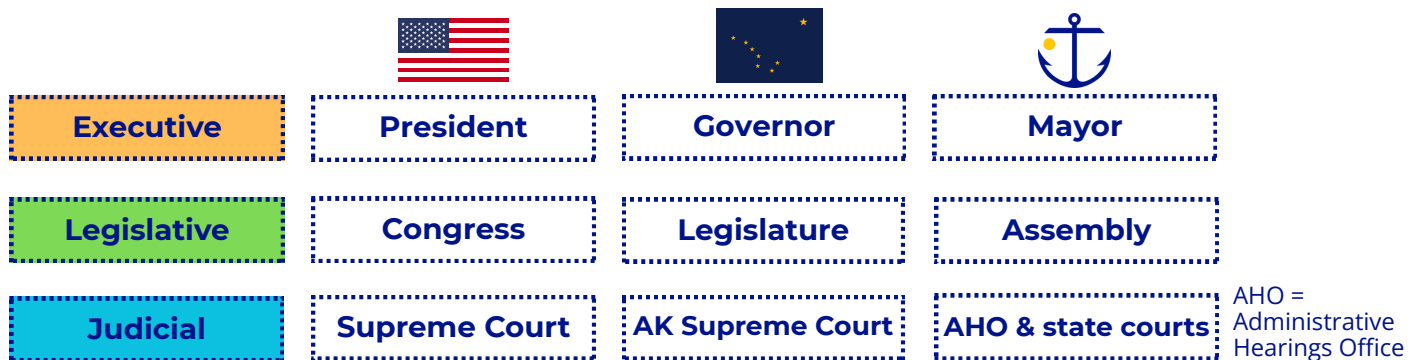 Executive
President
Governor
Mayor
Legislative
Congress
Legislature
Assembly
Judicial
Supreme Court
AK Supreme Court
AHO & state courts
AHO =
Administrative
Hearings Office